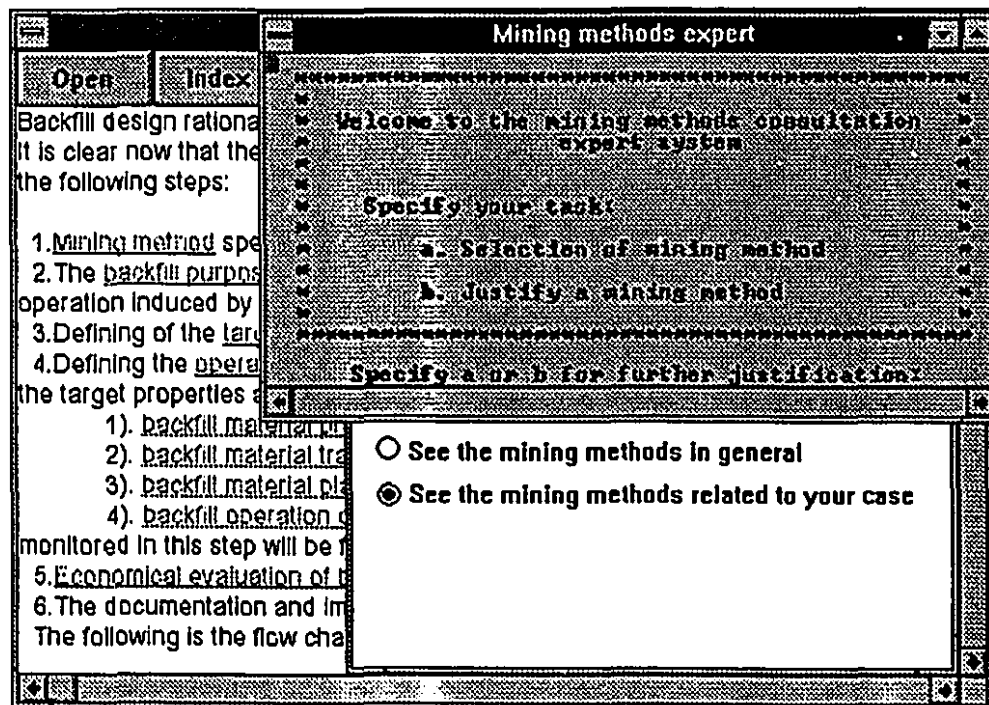 Mining methods expert
Open Index
Welcome to the mining methods consultation
expert system
Specify your task:
a. Selection of mining method
b. Justify a mining method
Specify a or b for further justification:
Backfill design rationa
It is clear now that the
the following steps:
1.Mining method spe
2.The backfill purpos
operation induced by
3.Defining of the targ
4.Defining the opera
the target properties a
1). backfill material pr
2). backfill material tra
3). backfill material pla
4). backfill operation c
monitored in this step will be f
5.Economical evaluation of t
6.The documentation and im
The following is the flow cha
See the mining methods in general
See the mining methods related to your case